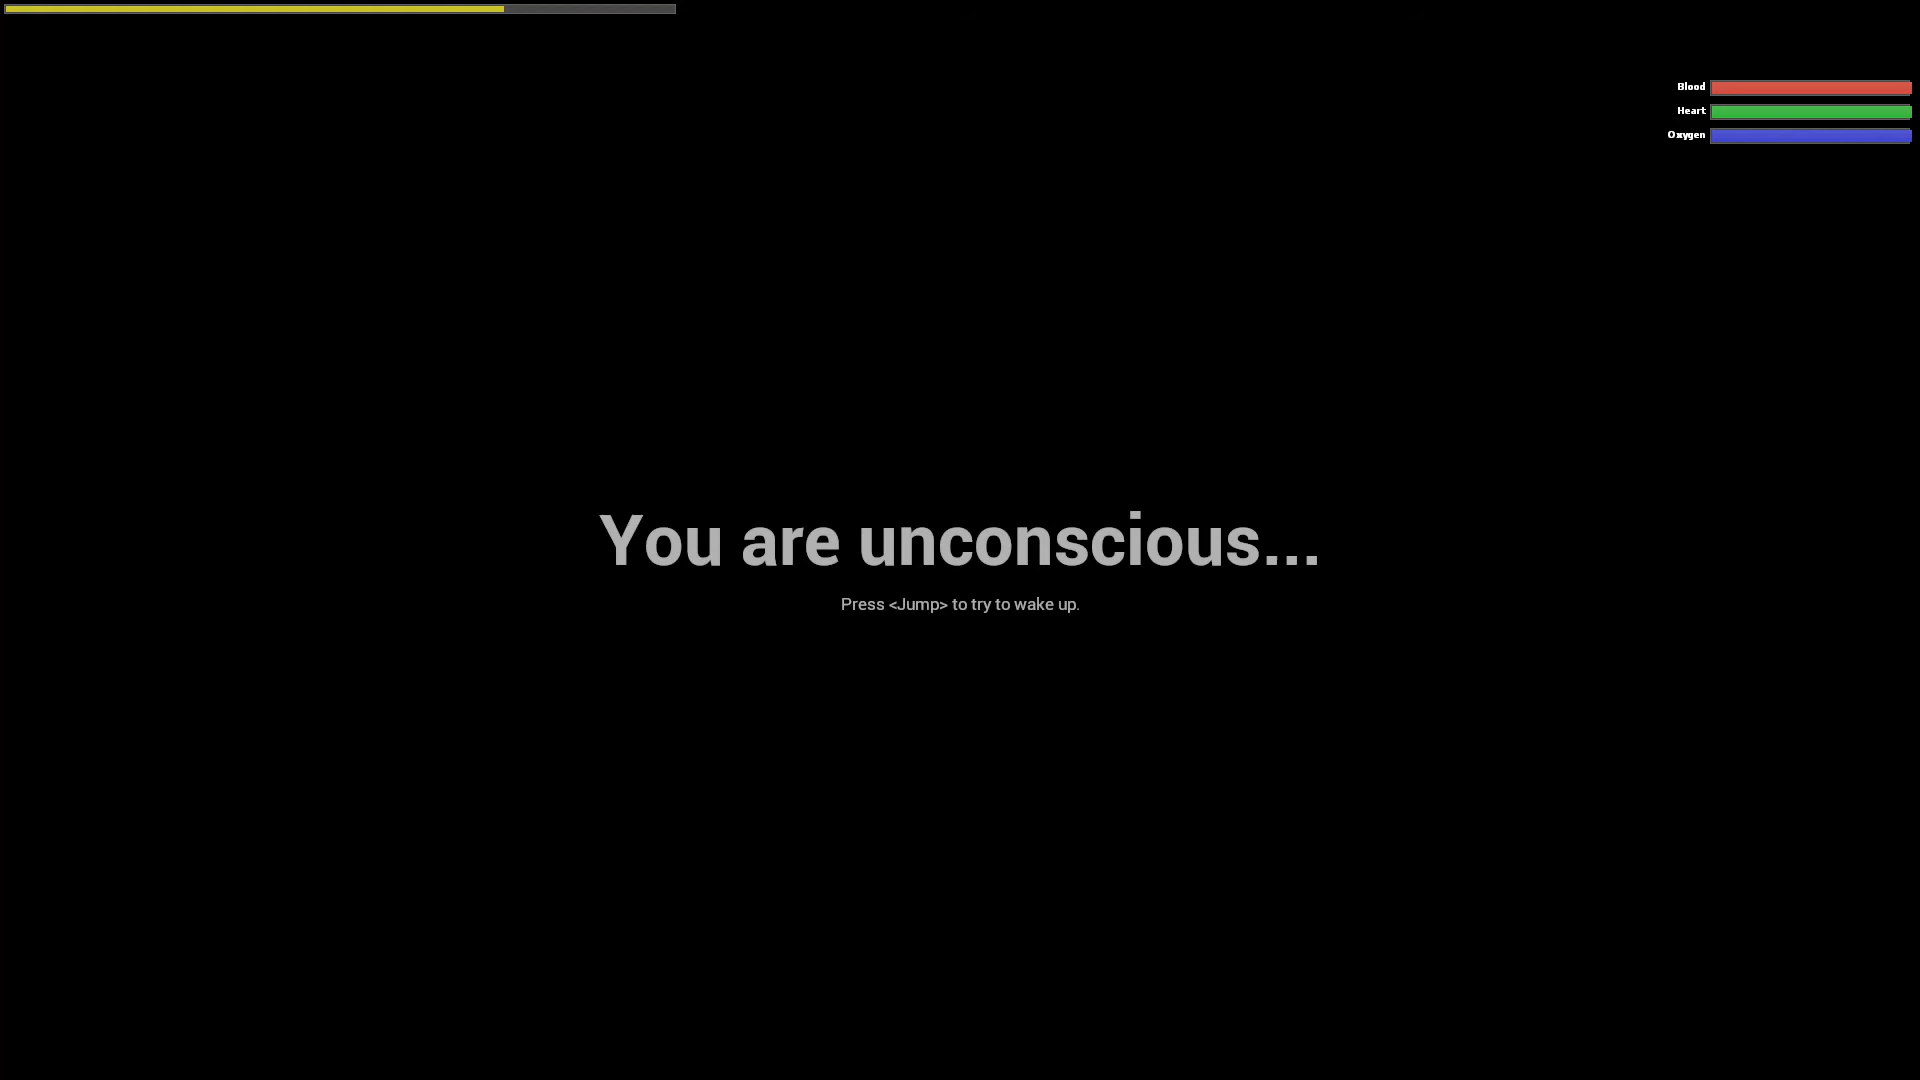 Blood
Heart
Oxygen
You are unconscious...
Press <Jump> to try to wake up.